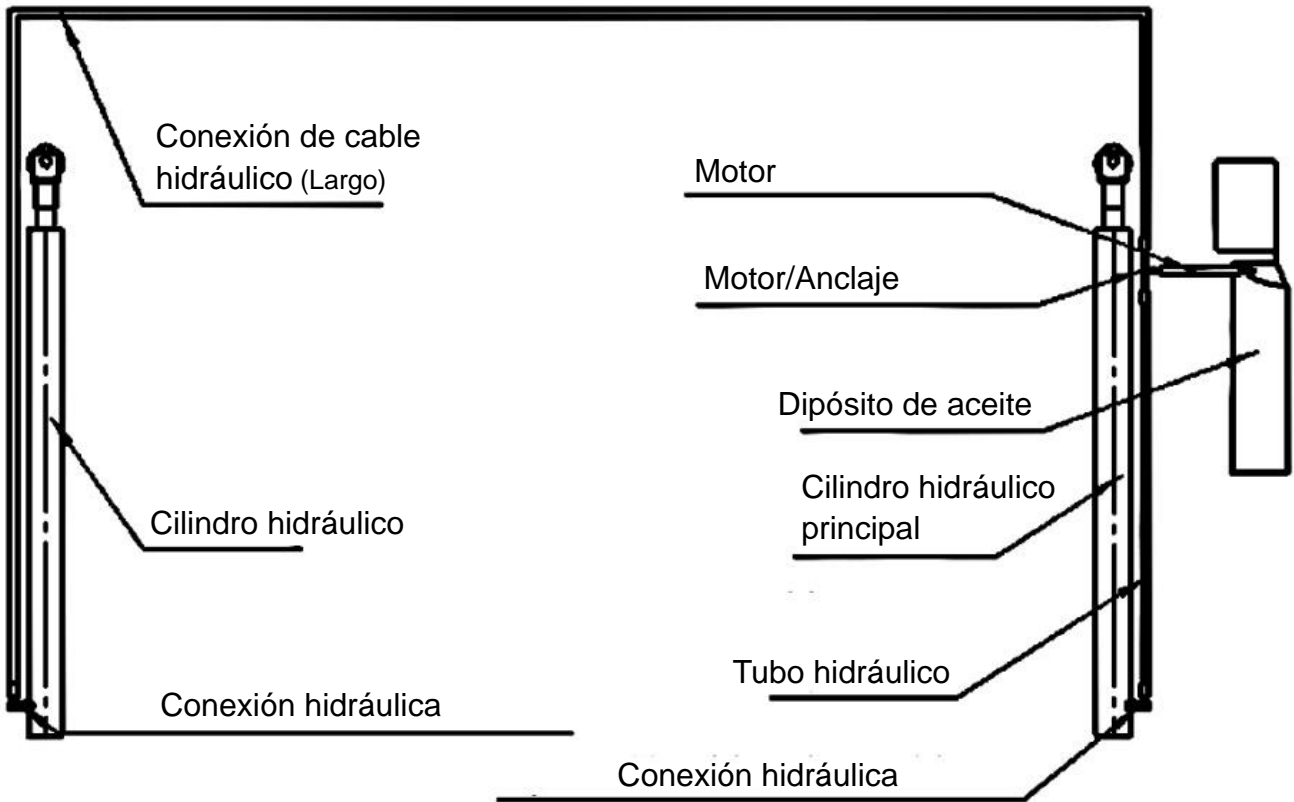 Conexión de cable
hidráulico (Largo)
Motor
Motor/Anclaje
Dipósito de aceite
Cilindro hidráulico
principal
Cilindro hidráulico
Tubo hidráulico
Conexión hidráulica
Conexión hidráulica